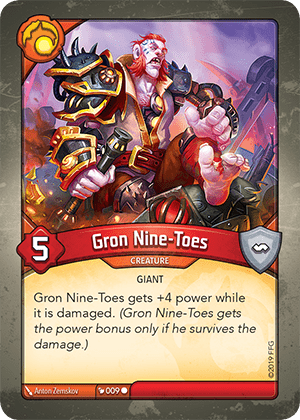 Gron Nine-Toes
5
CREATURE
GIANT
Gron Nine-Toes gets +4 power while
it is damaged. (Gron Nine-Toes gets
the power bonus only if he survives the
damage.)
Anton Zemskov
009
©2019 FFG